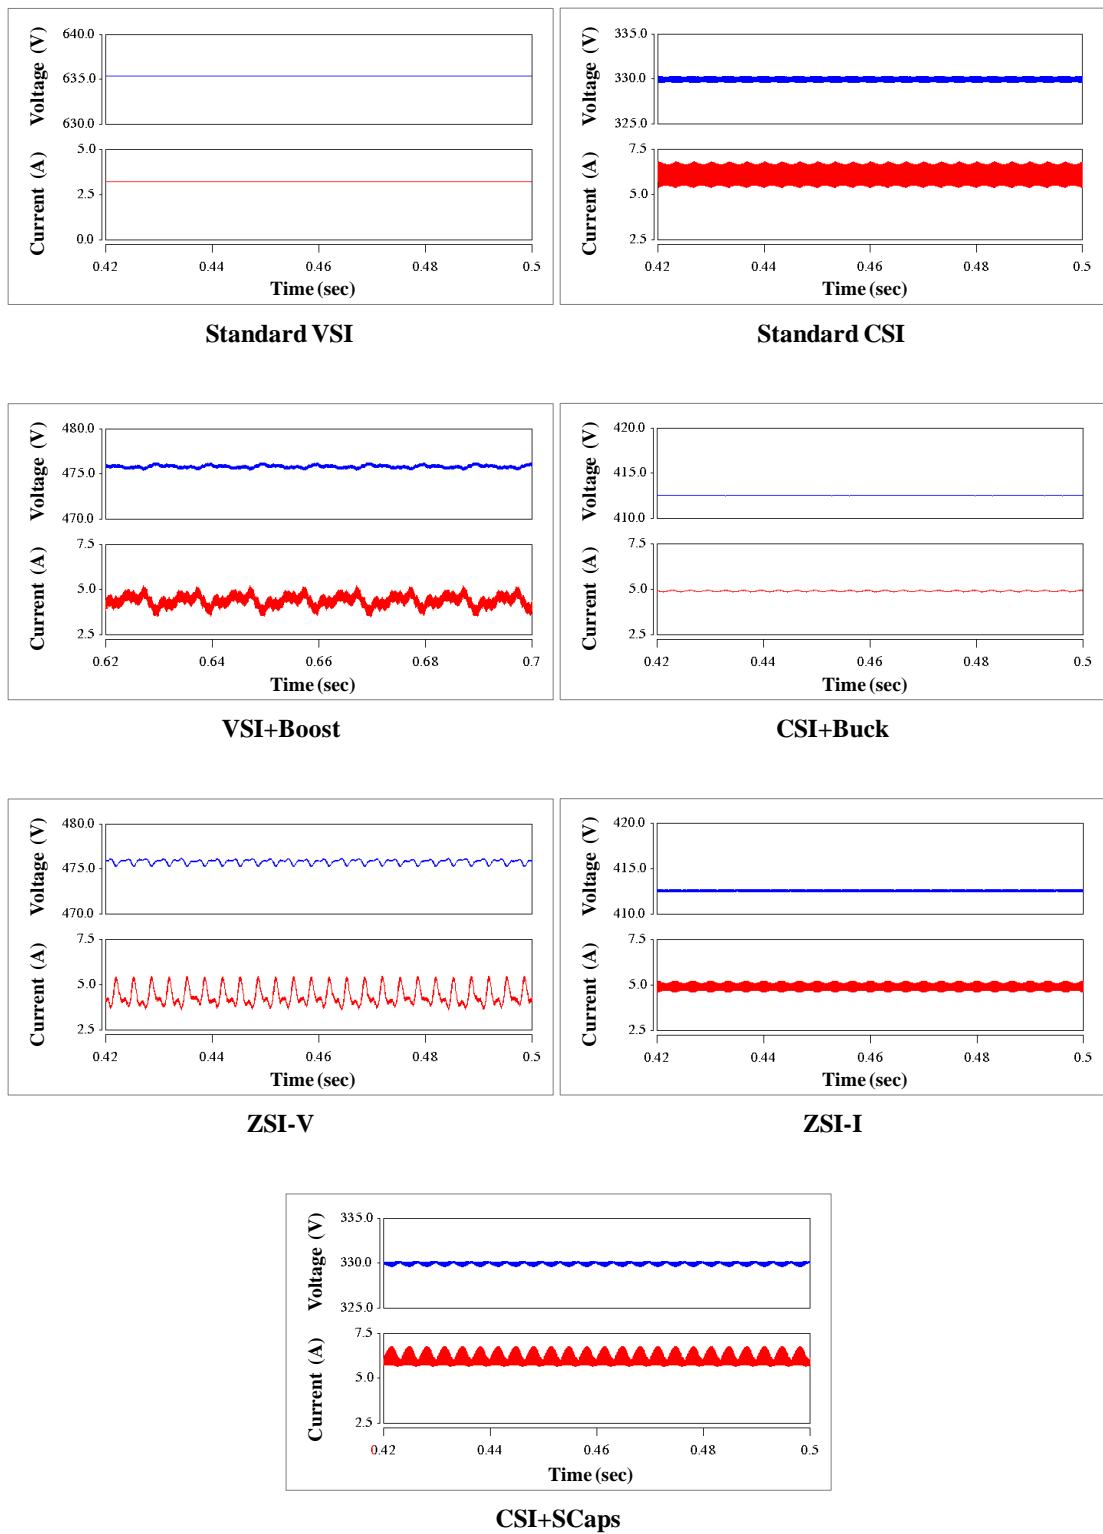 640.0
635.0
630.0
Voltage (V)
5.0
2.5
0.0
Current (A)
0.42 0.44 0.46 0.48 0.5
Time (sec)
Standard VSI
335.0
330.0
325.0
Voltage (V)
7.5
5.0
2.5
Current (A)
0.42 0.44 0.46 0.48 0.5
Time (sec)
Standard CSI
480.0
475.0
470.0
Voltage (V)
7.5
5.0
2.5
Current (A)
0.62 0.64 0.66 0.68 0.7
Time (sec)
VSI+Boost
420.0
415.0
410.0
Voltage (V)
7.5
5.0
2.5
Current (A)
0.42 0.44 0.46 0.48 0.5
Time (sec)
CSI+Buck
480.0
475.0
470.0
Voltage (V)
7.5
5.0
2.5
Current (A)
0.42 0.44 0.46 0.48 0.5
Time (sec)
ZSI-V
420.0
415.0
410.0
Voltage (V)
7.5
5.0
2.5
Current (A)
0.42 0.44 0.46 0.48 0.5
Time (sec)
ZSI-I
335.0
330.0
325.0
Voltage (V)
7.5
5.0
2.5
Current (A)
0.42 0.44 0.46 0.48 0.5
Time (sec)
CSI+SCaps